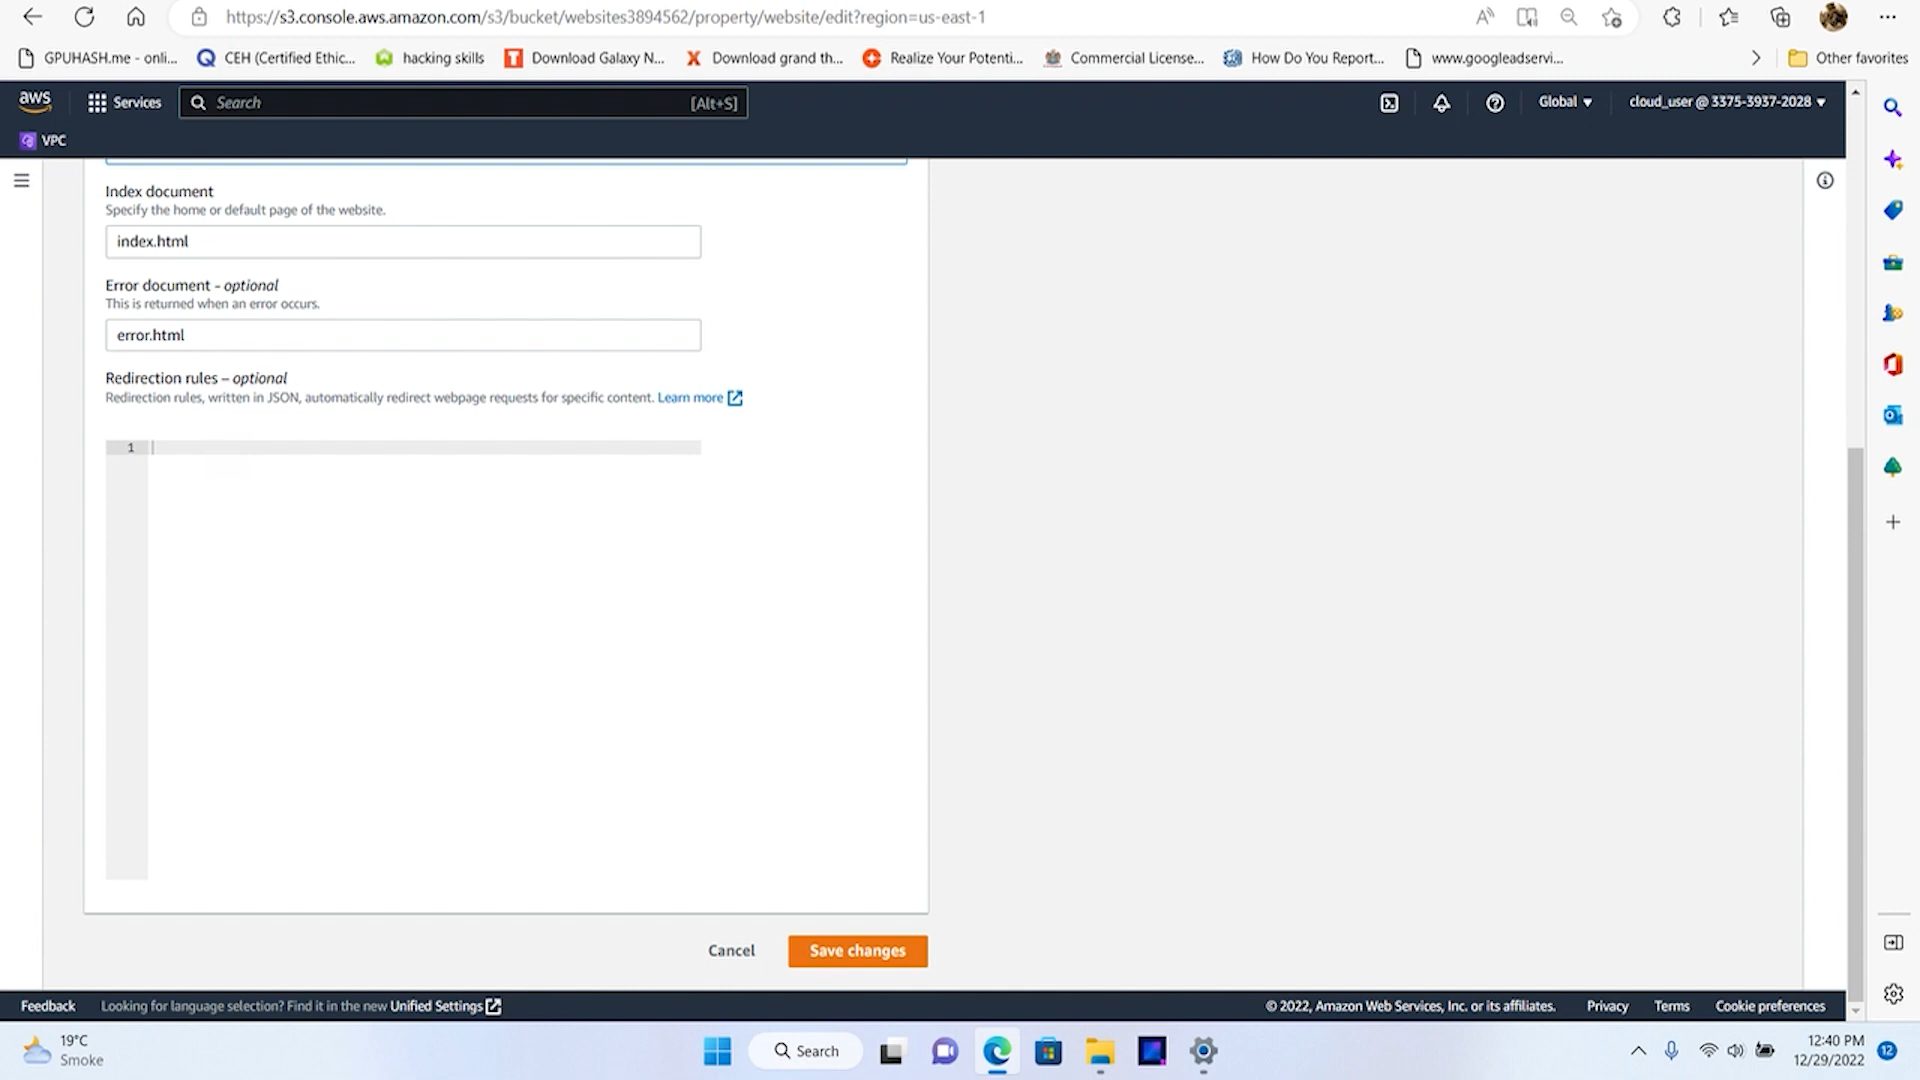 https://s3.console.aws.amazon.com/s3/bucket/websites3894562/property/website/edit?region=us-east-1
GPUHASH.me - onli...
CEH (Certified Ethic...
hacking skills
Download Galaxy N...
Download grand th...
Realize Your Potenti...
Commercial License...
How Do You Report...
www.googleadservi...
Other favorites
aws
Services
Search
[Alt+S]
Global
cloud_user @ 3375-3937-2028
VPC
Index document
Specify the home or default page of the website.
index.html
Error document - optional
This is returned when an error occurs.
error.html
Redirection rules – optional
Redirection rules, written in JSON, automatically redirect webpage requests for specific content. Learn more
1
Cancel
Save changes
Feedback
Looking for language selection? Find it in the new Unified Settings
© 2022, Amazon Web Services, Inc. or its affiliates.
Privacy
Terms
Cookie preferences
19°C
Smoke
Search
12:40 PM
12/29/2022
12